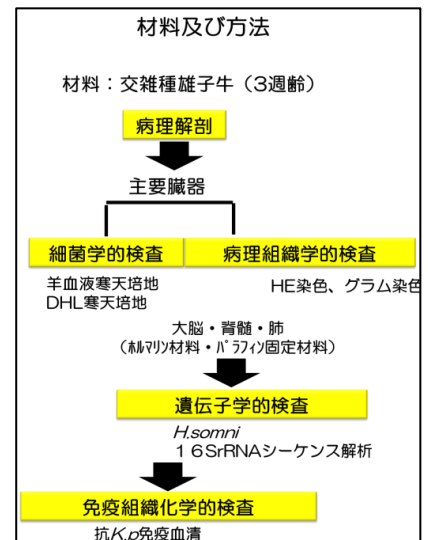 材料及び方法
材料：交雑種雄子牛（3週齢）
病理解剖
主要臓器
細菌学的検査
病理組織学的検査
羊血液寒天培地
DHL寒天培地
HE染色、グラム染色
大脳・脊髄・肺
（ﾎﾙﾏﾘﾝ材料・ﾊﾟﾗﾌｨﾝ固定材料）
遺伝子学的検査
H.somni
１６SrRNAシーケンス解析
免疫組織化学的検査
抗K.p免疫血清